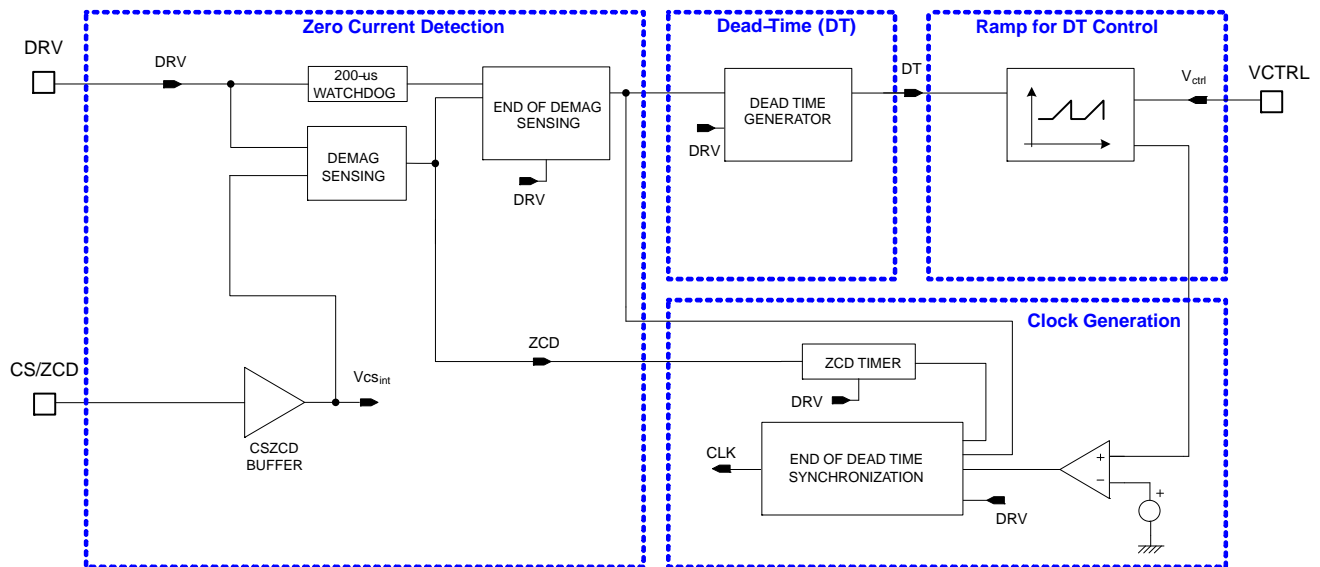 Zero Current Detection
Dead-Time (DT)
Ramp for DT Control
DRV
DRV
200-us
WATCHDOG
END OF DEMAG
SENSING
DRV
DEMAG
SENSING
DEAD TIME
GENERATOR
DRV
DT
Vctrl
VCTRL
Clock Generation
ZCD
ZCD TIMER
DRV
CS/ZCD
Vcsint
CSZCD
BUFFER
CLK
END OF DEAD TIME
SYNCHRONIZATION
DRV
+
−
+